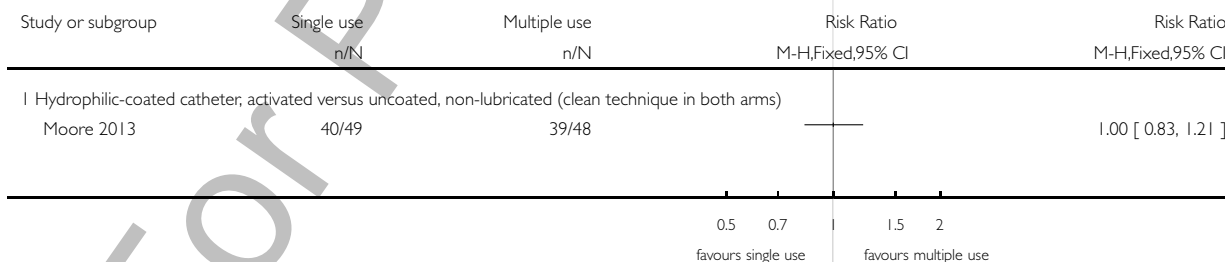 Study or subgroup Single use Multiple use Risk Ratio Risk Ratio
n/N n/N M-H,Fixed,95% CI M-H,Fixed,95% CI
1 Hydrophilic-coated catheter, activated versus uncoated, non-lubricated (clean technique in both arms)
Moore 2013 40/49 39/48 1.00 [ 0.83, 1.21 ]
0.5 0.7 1 1.5 2
favours single use favours multiple use
For P